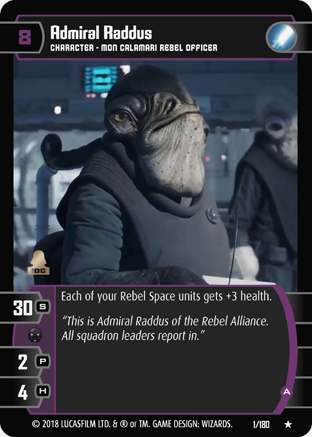 8
Admiral Raddus
CHARACTER - MON CALAMARI REBEL OFFICER
IDC
30 S
2 P
4 H
Each of your Rebel Space units gets +3 health.
“This is Admiral Raddus of the Rebel Alliance.
All squadron leaders report in.”
A
© 2018 LUCASFILM LTD. & ® or TM. GAME DESIGN: WIZARDS.
1/180